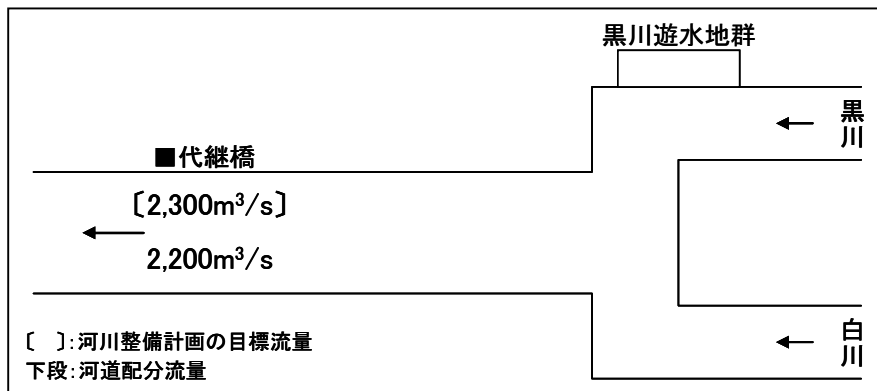 黒川遊水地群
黒川
■代継橋
〔2,300m³/s〕
2,200m³/s
〔　〕:河川整備計画の目標流量
下段:河道配分流量
白川